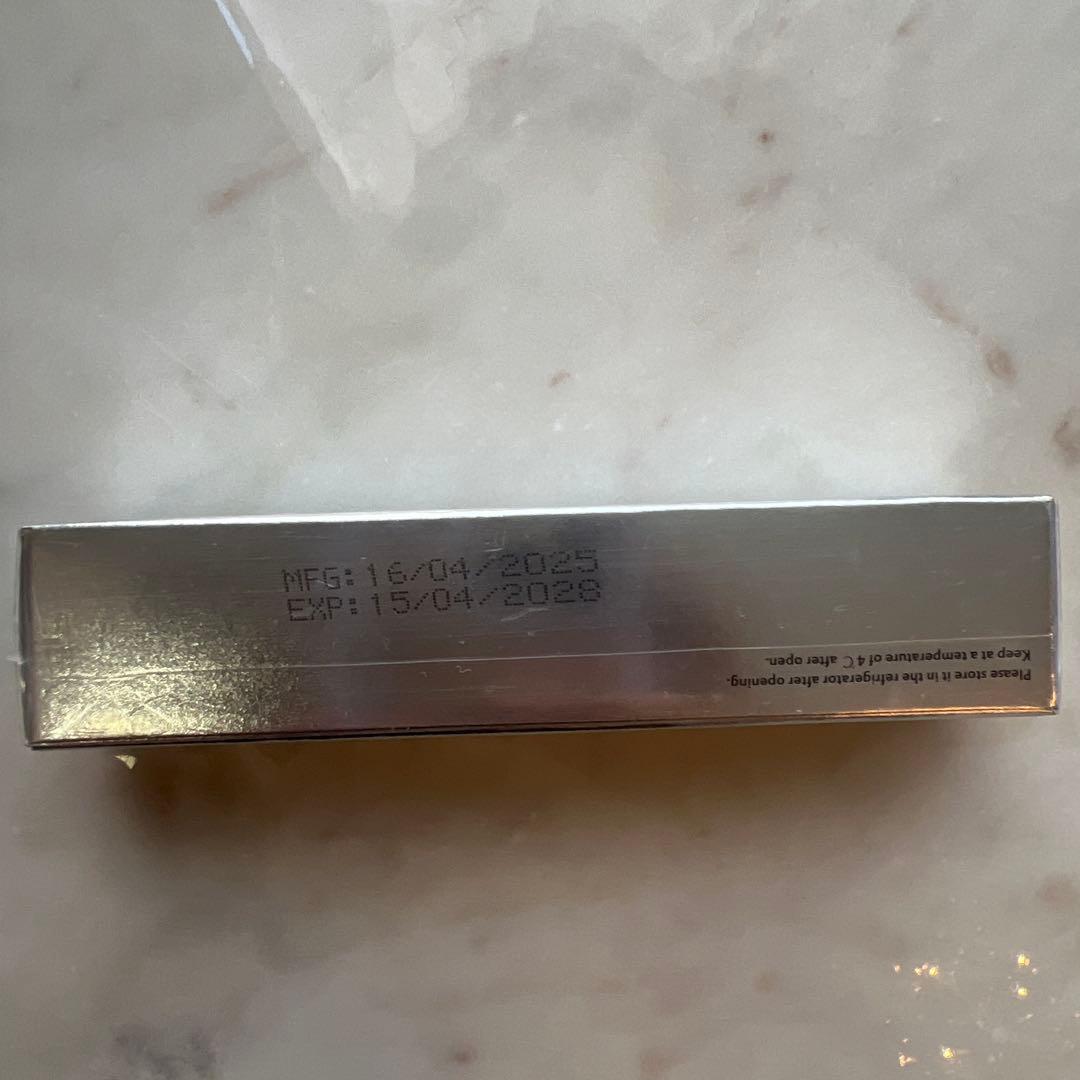 MFG:16/04/2025
EXP:15/04/2028
Please store it in the refrigerator after opening.
Keep at a temperature of 4℃ after open.